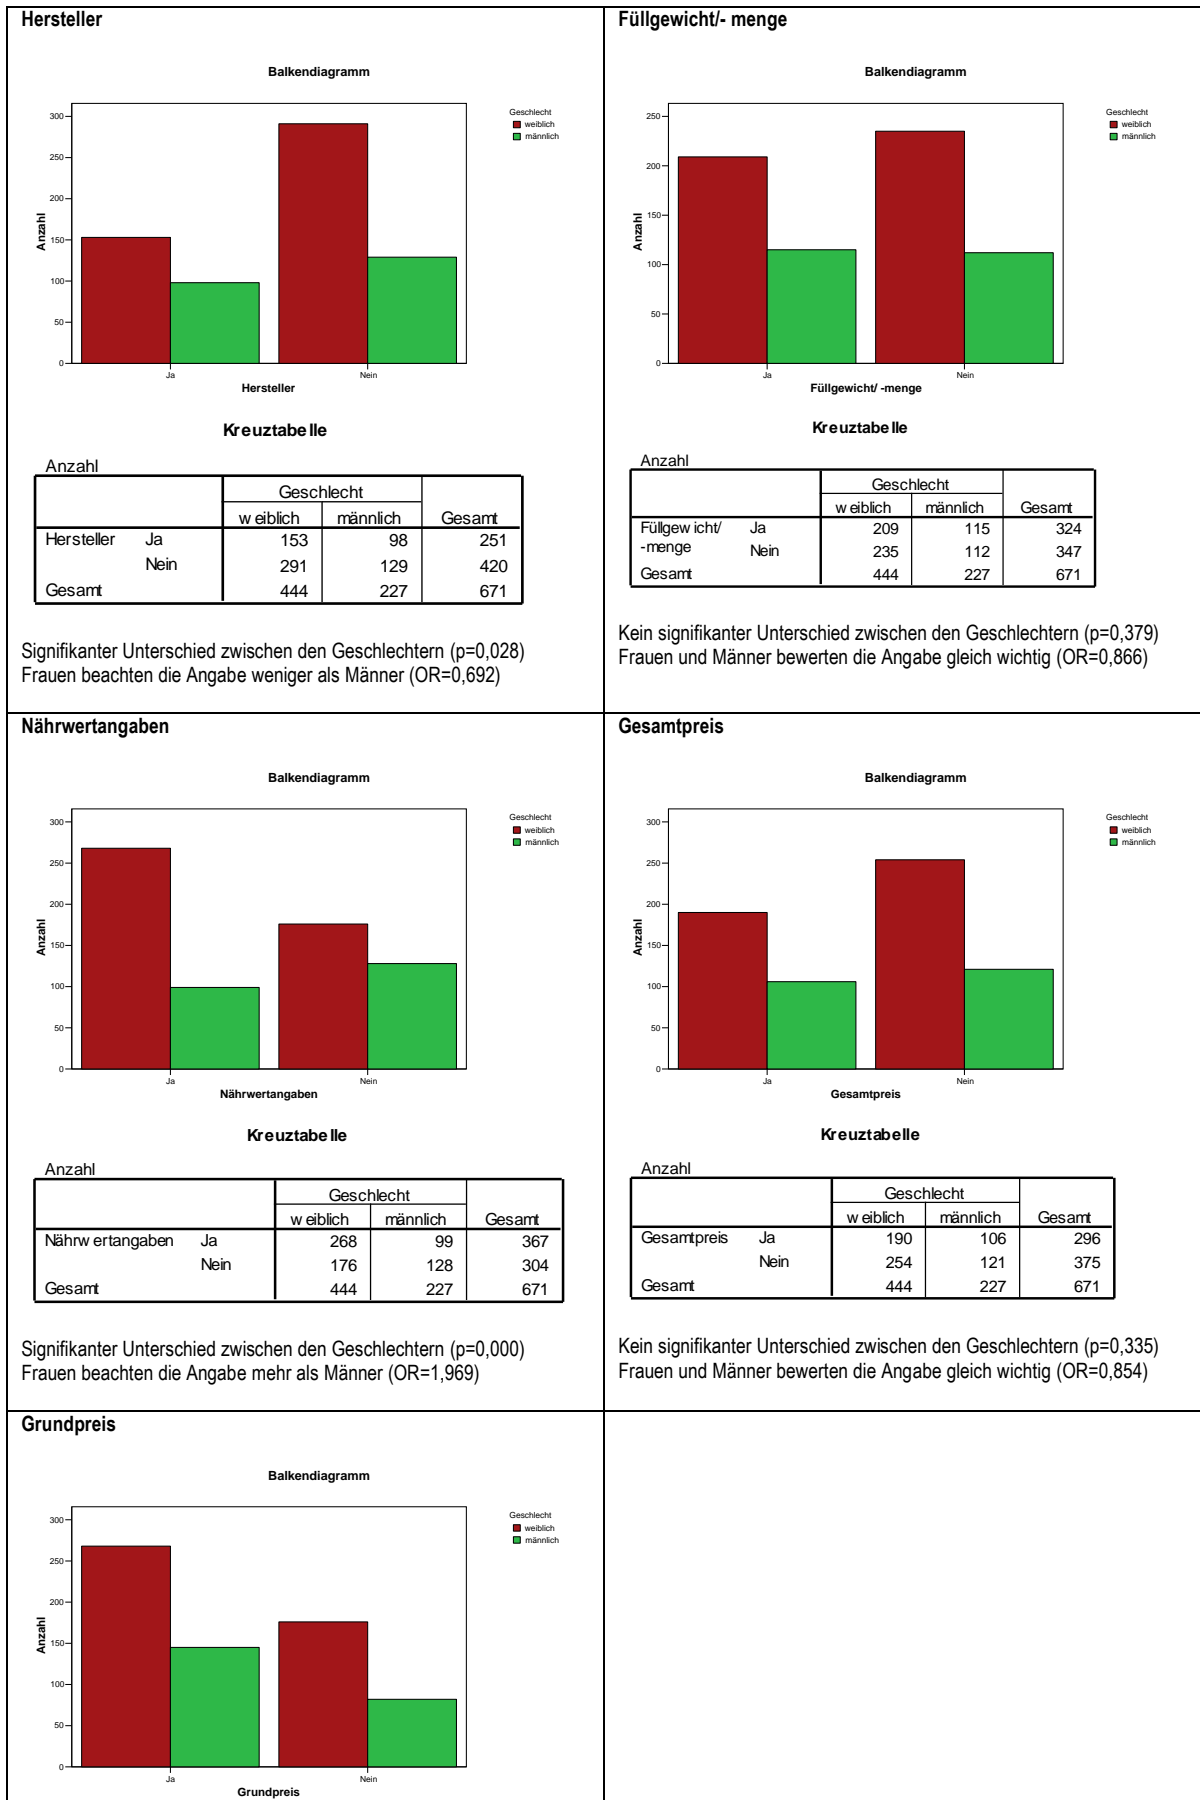 Hersteller
Balkendiagramm
Geschlecht
weiblich
männlich
300
250
200
150
100
50
0
Anzahl
Ja
Nein
Hersteller
Kreuztabelle
Anzahl
Geschlecht
weiblich männlich Gesamt
Hersteller Ja 153 98 251
Nein 291 129 420
Gesamt 444 227 671
Signifikanter Unterschied zwischen den Geschlechtern (p=0,028)
Frauen beachten die Angabe weniger als Männer (OR=0,692)
Füllgewicht/- menge
Balkendiagramm
Geschlecht
weiblich
männlich
250
200
150
100
50
0
Anzahl
Ja
Nein
Füllgewicht/ -menge
Kreuztabelle
Anzahl
Geschlecht
weiblich männlich Gesamt
Füllgewicht/ Ja 209 115 324
-menge Nein 235 112 347
Gesamt 444 227 671
Kein signifikanter Unterschied zwischen den Geschlechtern (p=0,379)
Frauen und Männer bewerten die Angabe gleich wichtig (OR=0,866)
Nährwertangaben
Balkendiagramm
Geschlecht
weiblich
männlich
300
250
200
150
100
50
0
Anzahl
Ja
Nein
Nährwertangaben
Kreuztabelle
Anzahl
Geschlecht
weiblich männlich Gesamt
Nährwertangaben Ja 268 99 367
Nein 176 128 304
Gesamt 444 227 671
Signifikanter Unterschied zwischen den Geschlechtern (p=0,000)
Frauen beachten die Angabe mehr als Männer (OR=1,969)
Gesamtpreis
Balkendiagramm
Geschlecht
weiblich
männlich
300
250
200
150
100
50
0
Anzahl
Ja
Nein
Gesamtpreis
Kreuztabelle
Anzahl
Geschlecht
weiblich männlich Gesamt
Gesamtpreis Ja 190 106 296
Nein 254 121 375
Gesamt 444 227 671
Kein signifikanter Unterschied zwischen den Geschlechtern (p=0,335)
Frauen und Männer bewerten die Angabe gleich wichtig (OR=0,854)
Grundpreis
Balkendiagramm
Geschlecht
weiblich
männlich
300
250
200
150
100
50
0
Anzahl
Ja
Nein
Grundpreis